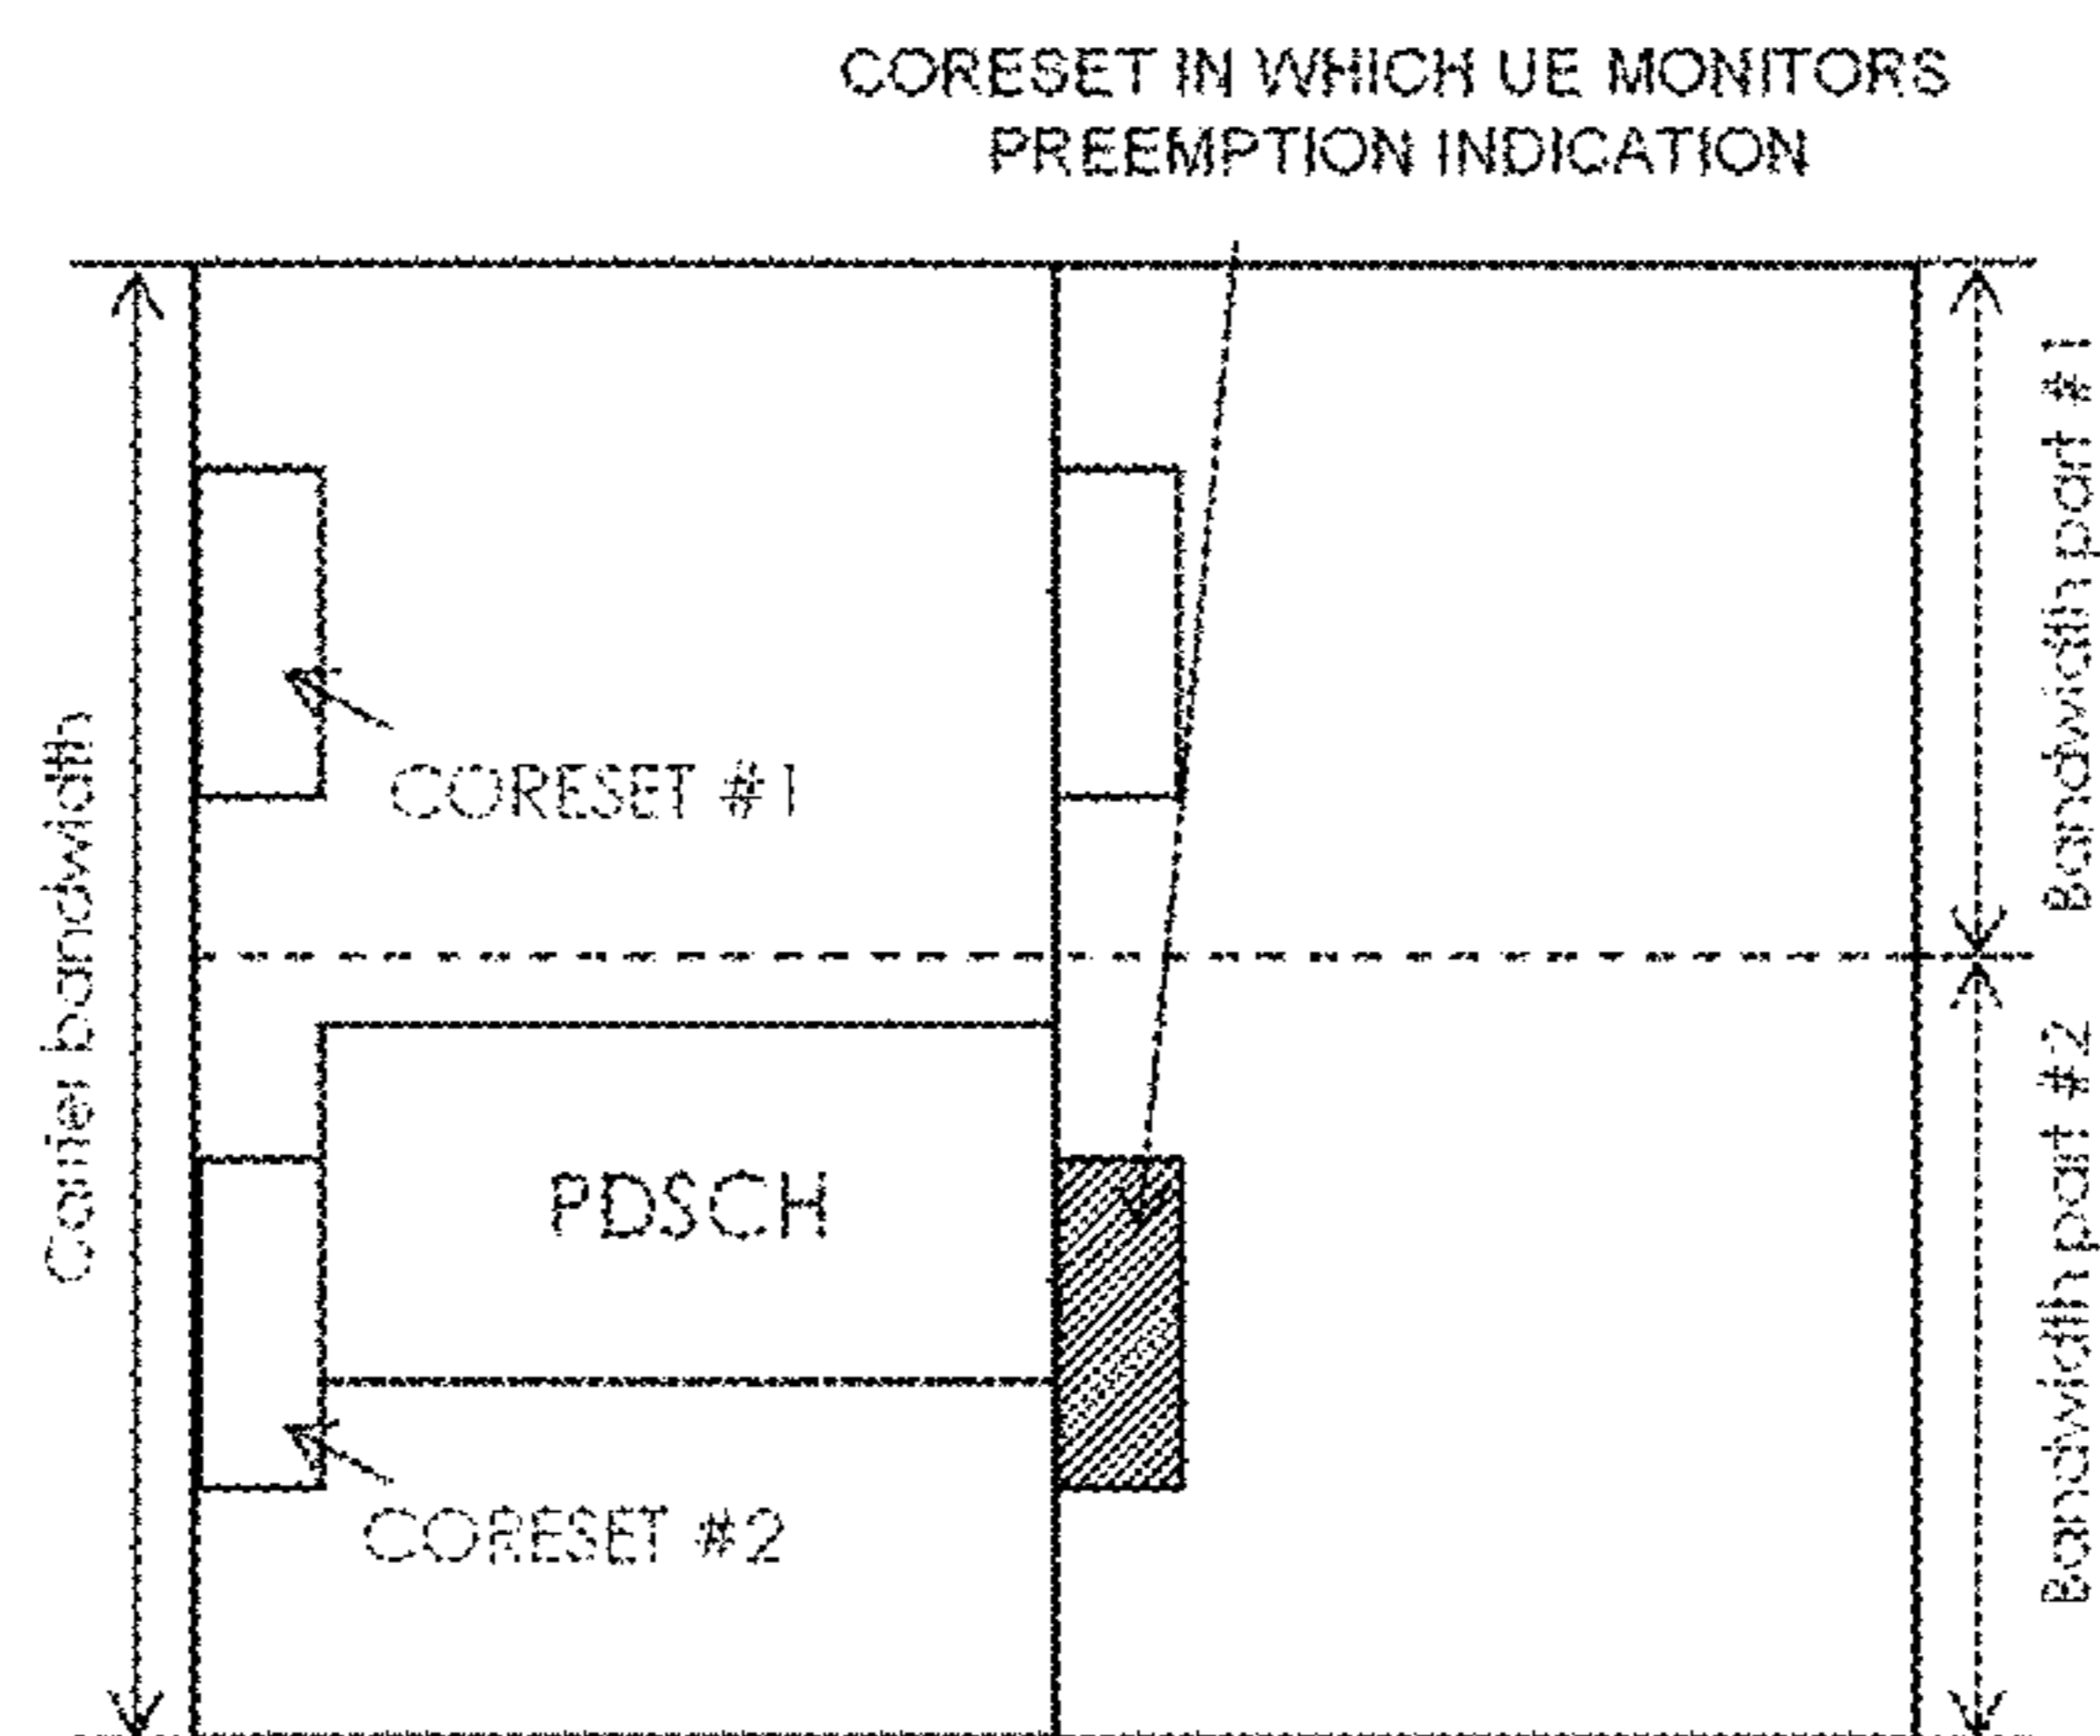 CORESET IN WHICH UE MONITORS
PREEMPTION INDICATION
Carrier bandwidth
CORESET #1
PDSCH
CORESET #2
Bandwidth part #1
Bandwidth part #2